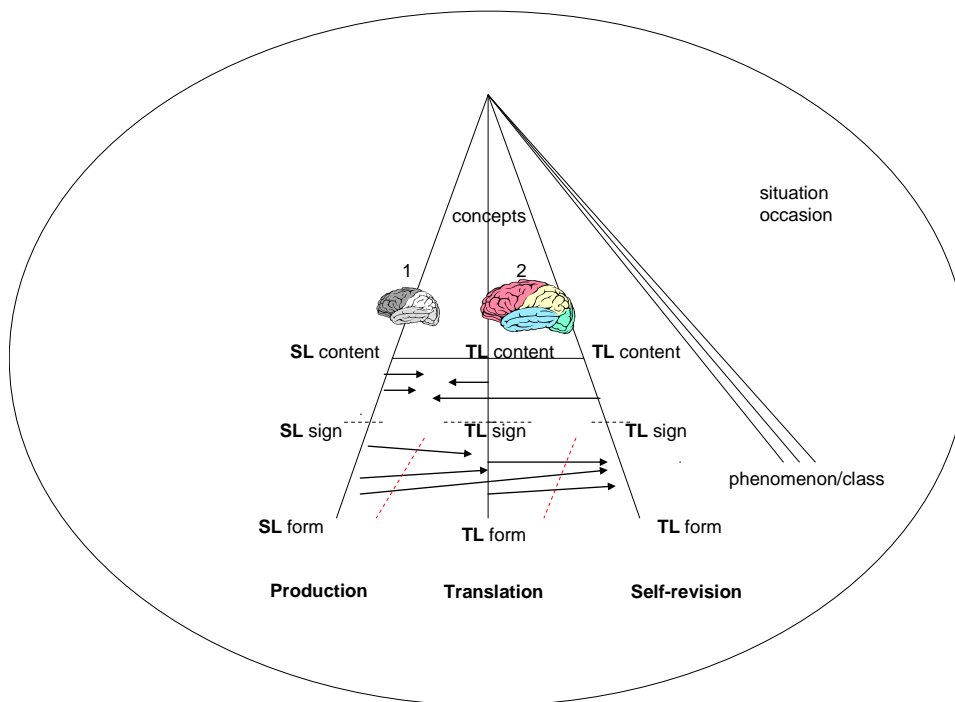 situation
occasion
concepts
1
2
SL content
TL content
TL content
SL sign
TL sign
TL sign
phenomenon/class
SL form
TL form
TL form
Production
Translation
Self-revision